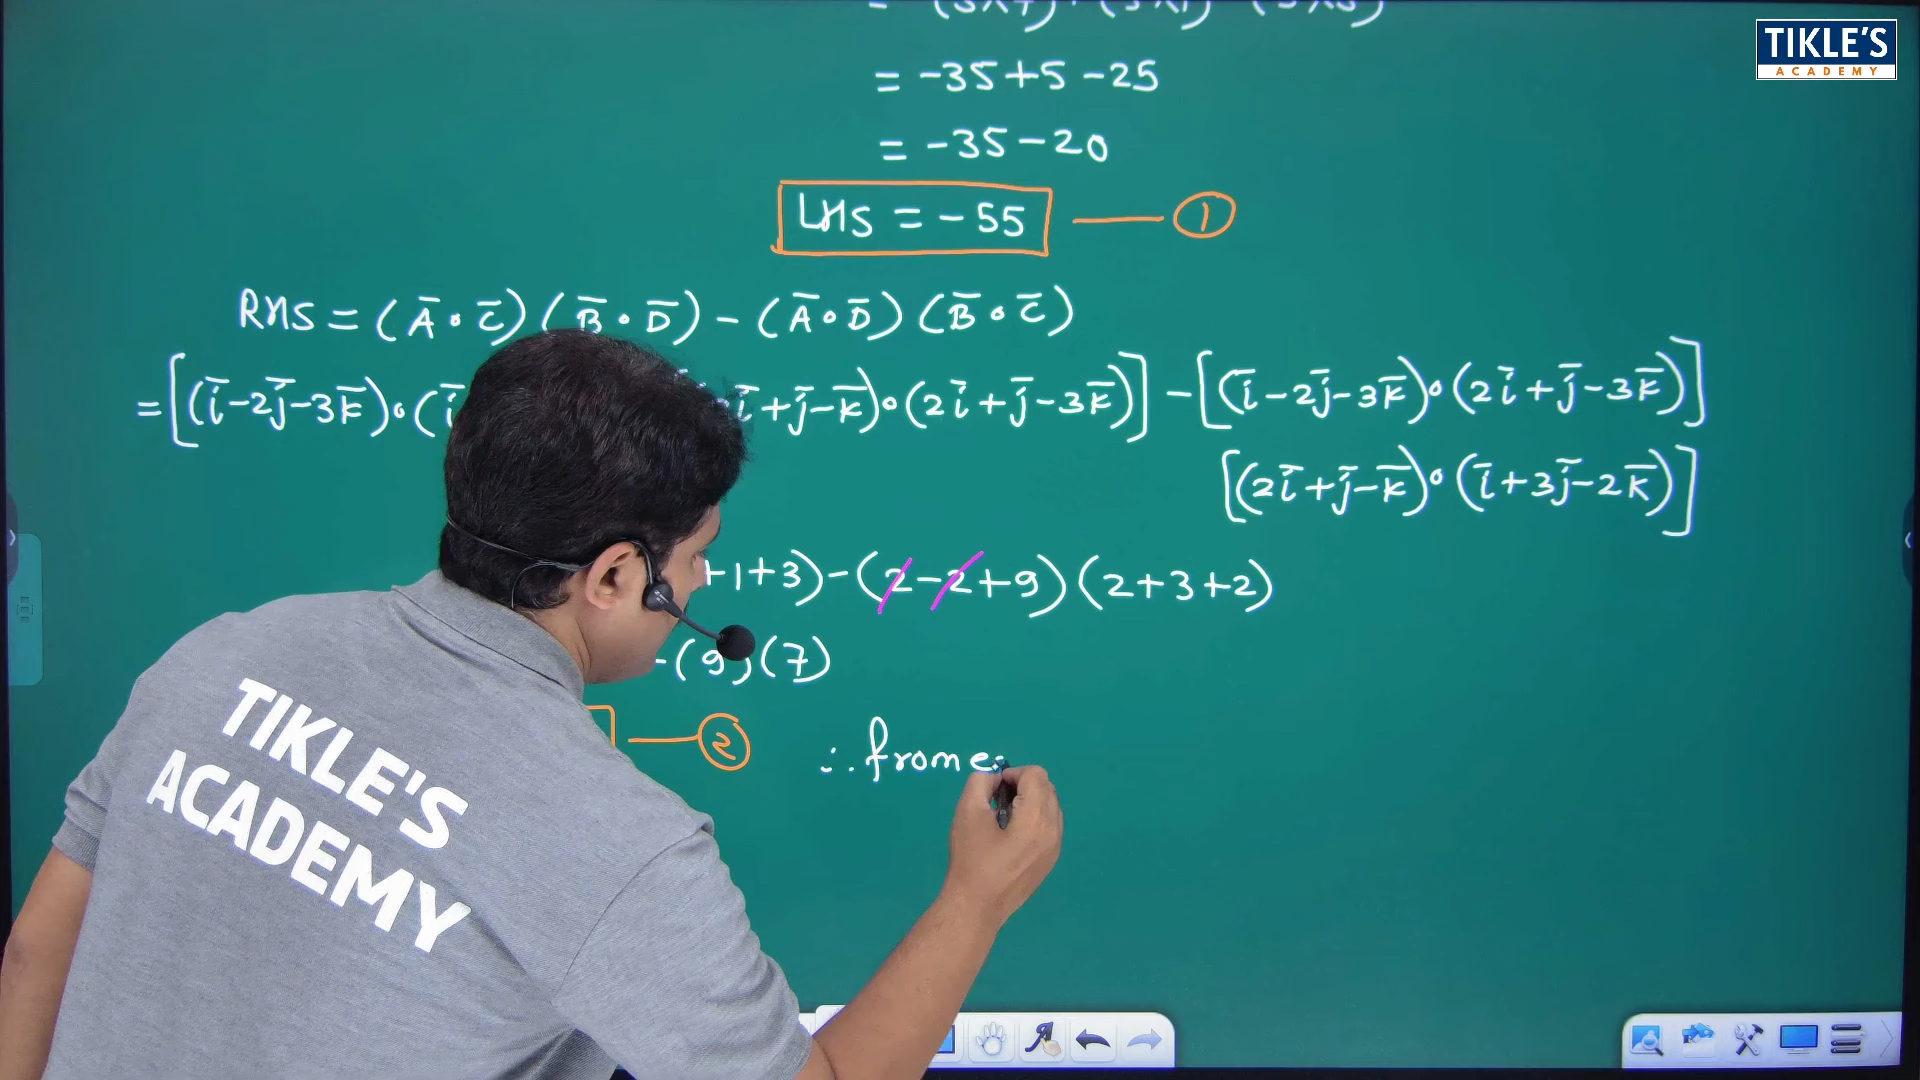 TIKLE'S
ACADEMY
= -35+5-25
= -35-20
LHS = -55 — ①
RHS = (A̅∘C̅)(B̅∘D̅) - (A̅∘D̅)(B̅∘C̅)
= [(i̅-2j̅-3k̅)∘(i̅ i̅+j̅-k̅)∘(2i̅+j̅-3k̅)] - [(i̅-2j̅-3k̅)∘(2i̅+j̅-3k̅)]
[(2i̅+j̅-k̅)∘(i̅+3j̅-2k̅)]
+1+3)-(2-2+9)(2+3+2)
-(9)(7)
— ②
∴ from
TIKLE'S
ACADEMY